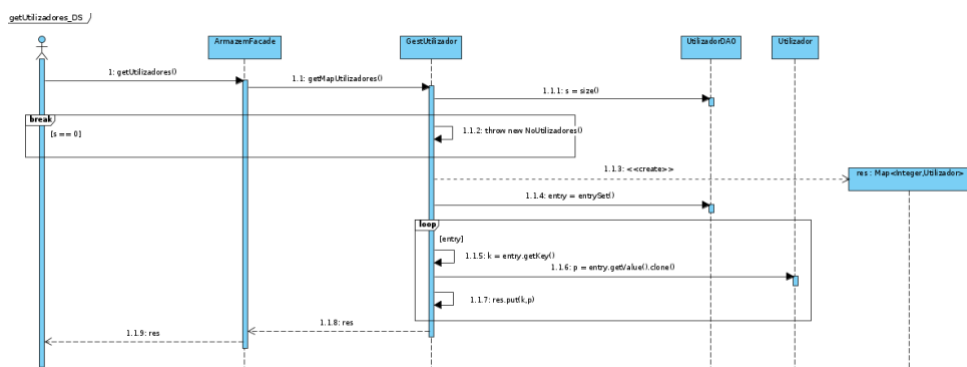 getUtilizadores_DS
ArmazemFacade
GestUtilizador
UtilizadorDAO
Utilizador
1: getUtilizadores()
1.1: getMapUtilizadores()
1.1.1: s = size()
break
[s == 0]
1.1.2: throw new NoUtilizadores()
1.1.3: <<create>>
res : Map<Integer,Utilizador>
1.1.4: entry = entrySet()
loop
[entry]
1.1.5: k = entry.getKey()
1.1.6: p = entry.getValue().clone()
1.1.7: res.put(k,p)
1.1.8: res
1.1.9: res